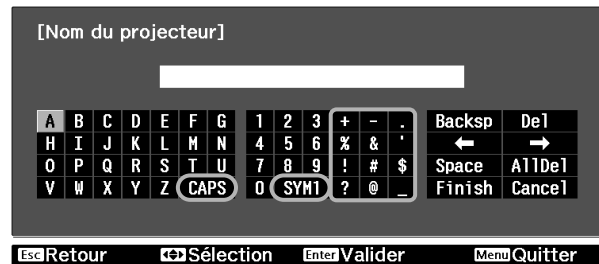 [Nom du projecteur]
A B C D E F G 1 2 3 + - . Backsp Del
H I J K L M N 4 5 6 % & ' ← →
O P Q R S T U 7 8 9 ! # $ Space AllDel
V W X Y Z CAPS 0 SYM1 ? @ _ Finish Cancel
Esc Retour Sélection Enter Valider Menu Quitter